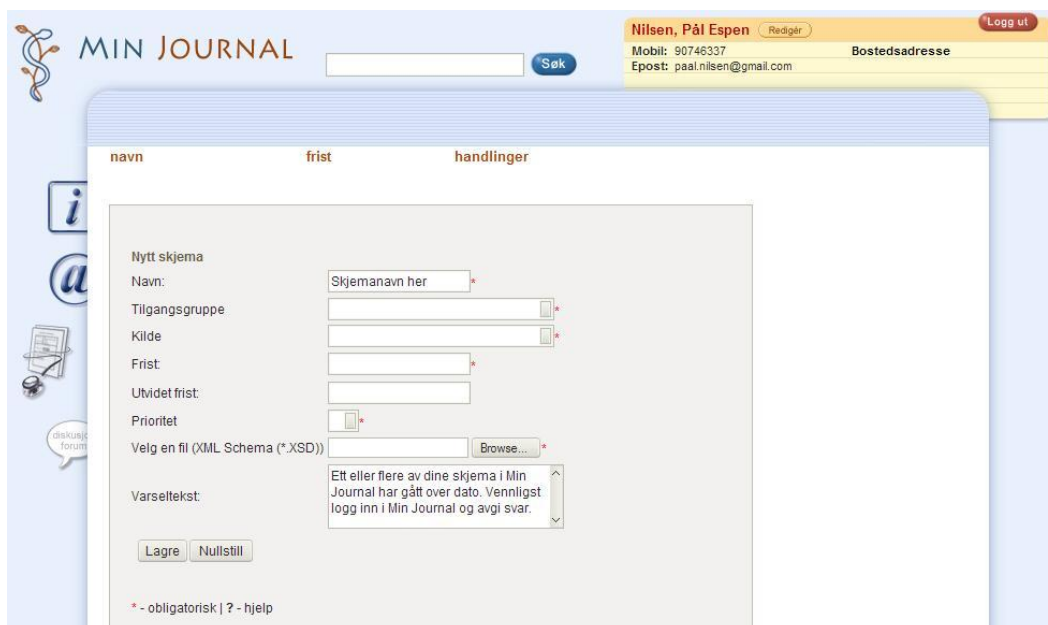 MIN JOURNAL
Søk
Nilsen, Pål Espen Redigér
Logg ut
Mobil: 90746337 Bostedsadresse
Epost: paal.nilsen@gmail.com
navn frist handlinger
i
@
diskusjo
forum
Nytt skjema
Navn: Skjemanavn her *
Tilgangsgruppe *
Kilde *
Frist: *
Utvidet frist:
Prioritet *
Velg en fil (XML Schema (*.XSD)) Browse... *
Varseltekst:
Ett eller flere av dine skjema i Min
Journal har gått over dato. Vennligst
logg inn i Min Journal og avgi svar.
Lagre Nullstill
* - obligatorisk | ? - hjelp